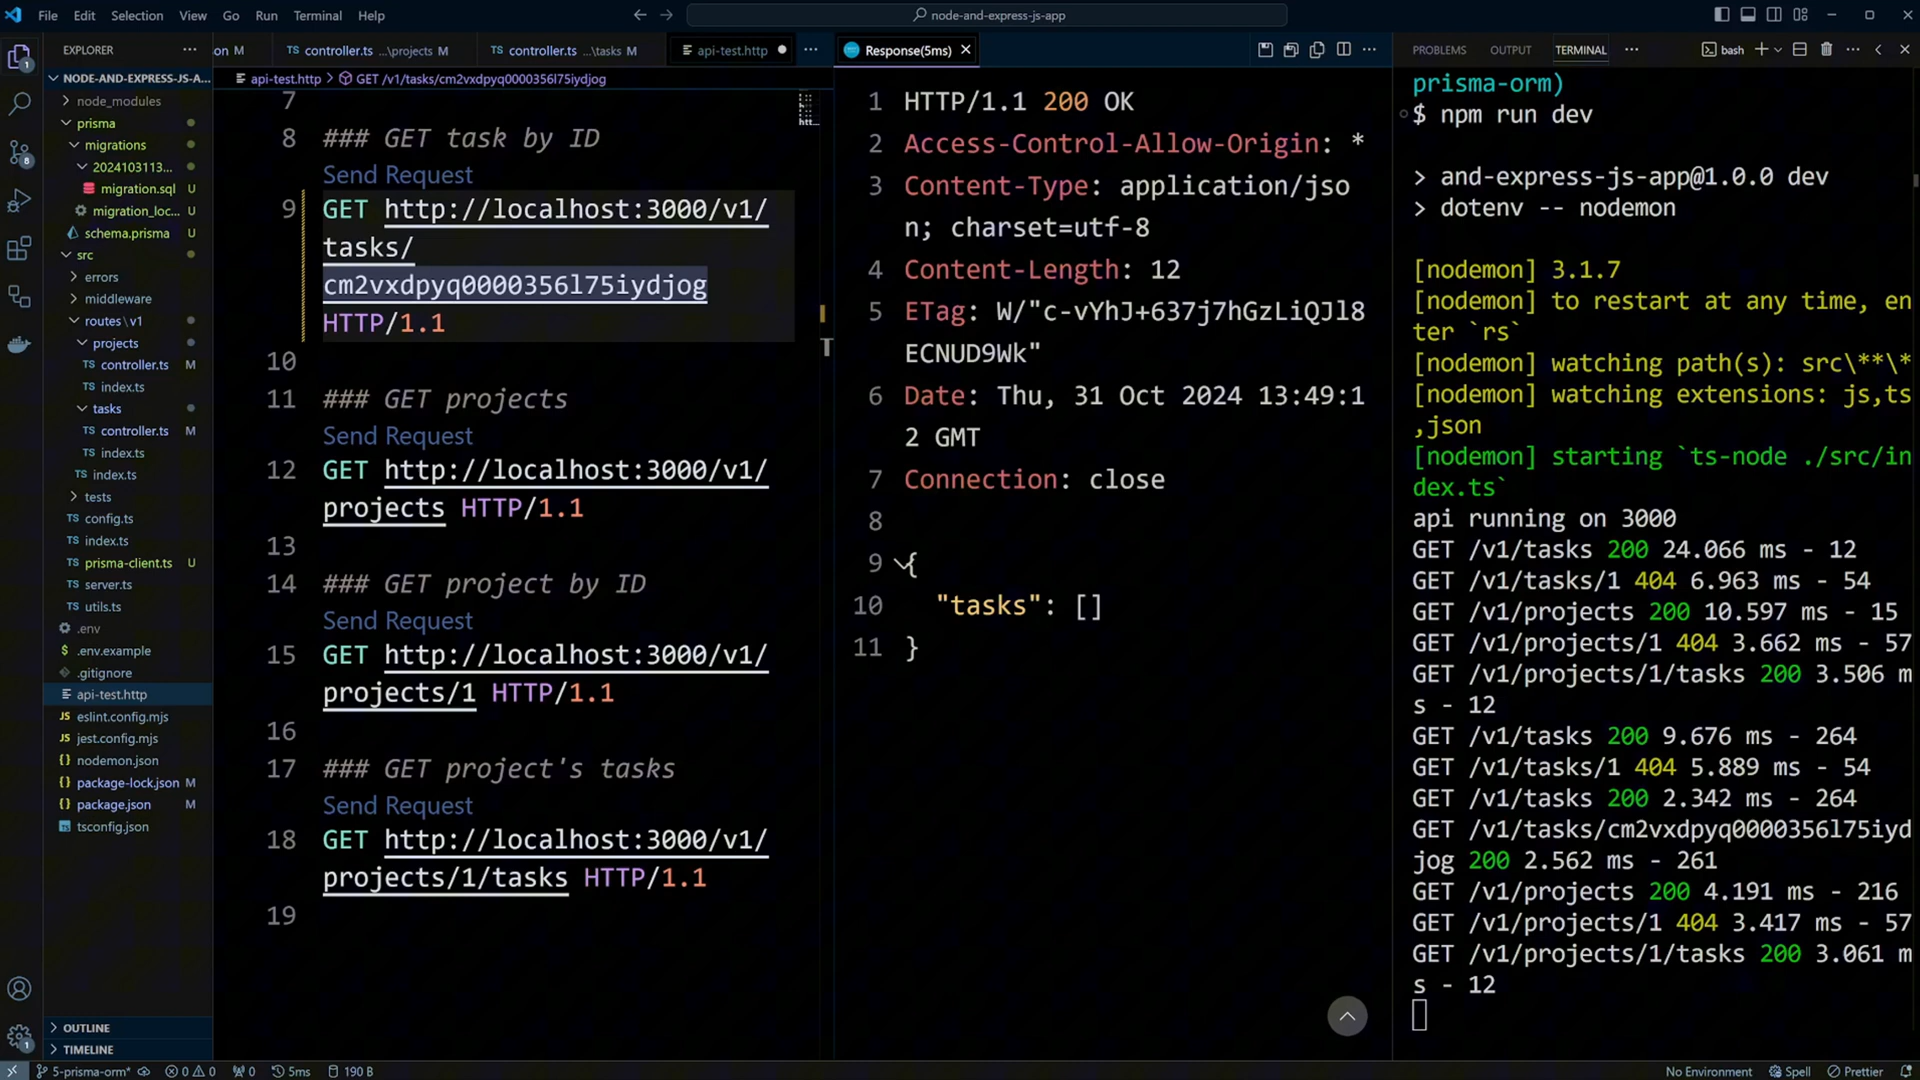 File Edit Selection View Go Run Terminal Help
node-and-express-js-app
EXPLORER
NODE-AND-EXPRESS-JS-A...
node_modules
prisma
migrations
2024103113...
migration.sql U
migration_loc... U
schema.prisma U
src
errors
middleware
routes\v1
projects
TS controller.ts M
TS index.ts
tasks
TS controller.ts M
TS index.ts
TS index.ts
tests
TS config.ts
TS index.ts
TS prisma-client.ts U
TS server.ts
TS utils.ts
.env
.env.example
.gitignore
api-test.http
eslint.config.mjs
JS jest.config.mjs
{} nodemon.json
{} package-lock.json M
{} package.json M
tsconfig.json
OUTLINE
TIMELINE
on M
TS controller.ts ...\projects M
TS controller.ts ...\tasks M
api-test.http
api-test.http > GET /v1/tasks/cm2vxdpyq0000356l75iydjog
7
8 ### GET task by ID
Send Request
9 GET http://localhost:3000/v1/
tasks/
cm2vxdpyq0000356l75iydjog
HTTP/1.1
10
11 ### GET projects
Send Request
12 GET http://localhost:3000/v1/
projects HTTP/1.1
13
14 ### GET project by ID
Send Request
15 GET http://localhost:3000/v1/
projects/1 HTTP/1.1
16
17 ### GET project's tasks
Send Request
18 GET http://localhost:3000/v1/
projects/1/tasks HTTP/1.1
19
Response(5ms)
1 HTTP/1.1 200 OK
2 Access-Control-Allow-Origin: *
3 Content-Type: application/jso
n; charset=utf-8
4 Content-Length: 12
5 ETag: W/"c-vYhJ+637j7hGzLiQJl8
ECNUD9Wk"
6 Date: Thu, 31 Oct 2024 13:49:1
2 GMT
7 Connection: close
8
9 {
10 "tasks": []
11 }
PROBLEMS OUTPUT TERMINAL
bash
prisma-orm)
$ npm run dev
> and-express-js-app@1.0.0 dev
> dotenv -- nodemon
[nodemon] 3.1.7
[nodemon] to restart at any time, en
ter `rs`
[nodemon] watching path(s): src\**\*
[nodemon] watching extensions: js,ts
,json
[nodemon] starting `ts-node ./src/in
dex.ts`
api running on 3000
GET /v1/tasks 200 24.066 ms - 12
GET /v1/tasks/1 404 6.963 ms - 54
GET /v1/projects 200 10.597 ms - 15
GET /v1/projects/1 404 3.662 ms - 57
GET /v1/projects/1/tasks 200 3.506 m
s - 12
GET /v1/tasks 200 9.676 ms - 264
GET /v1/tasks/1 404 5.889 ms - 54
GET /v1/tasks 200 2.342 ms - 264
GET /v1/tasks/cm2vxdpyq0000356l75iyd
jog 200 2.562 ms - 261
GET /v1/projects 200 4.191 ms - 216
GET /v1/projects/1 404 3.417 ms - 57
GET /v1/projects/1/tasks 200 3.061 m
s - 12
5-prisma-orm* 0 0 0 5ms 190 B
No Environment Spell Prettier